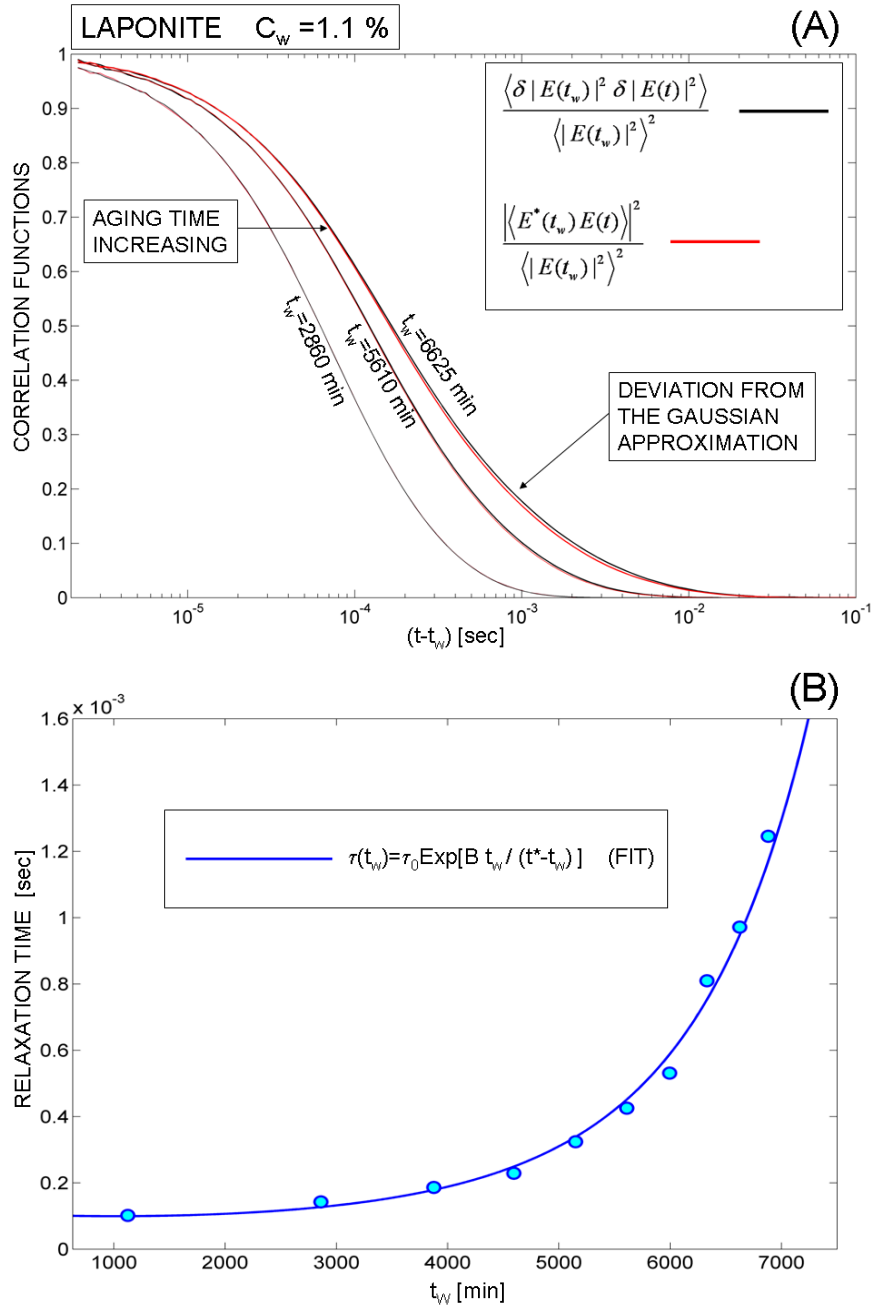 LAPONITE C_w =1.1 %
(A)
1
0.9
0.8
0.7
0.6
0.5
0.4
0.3
0.2
0.1
0
CORRELATION FUNCTIONS
⟨δ | E(t_w) |² δ | E(t) |²⟩
⟨| E(t_w) |²⟩²
|⟨E*(t_w) E(t)⟩|²
⟨| E(t_w) |²⟩²
AGING TIME
INCREASING
t_w=2860 min
t_w=5610 min
t_w=6625 min
DEVIATION FROM
THE GAUSSIAN
APPROXIMATION
10⁻⁵ 10⁻⁴ 10⁻³ 10⁻² 10⁻¹
(t-t_w) [sec]
(B)
x 10⁻³
1.6
1.4
1.2
1
0.8
0.6
0.4
0.2
0
RELAXATION TIME [sec]
τ(t_w)=τ₀Exp[B t_w / (t*-t_w) ] (FIT)
1000 2000 3000 4000 5000 6000 7000
t_W [min]